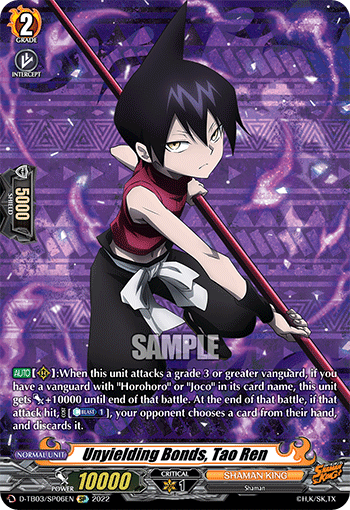 2
GRADE
INTERCEPT
5000
SHIELD
SAMPLE
AUTO [ ]:When this unit attacks a grade 3 or greater vanguard, if you
have a vanguard with "Horohoro" or "Joco" in its card name, this unit
gets +10000 until end of that battle. At the end of that battle, if that
attack hit, [ BLAST 1 ], your opponent chooses a card from their hand,
and discards it.
NORMAL UNIT Unyielding Bonds, Tao Ren
POWER 10000 CRITICAL 1 SHAMAN KING
Shaman
SHAMAN KING
D-TB03/SP06EN SP 2022 ©H,K/SK,TX